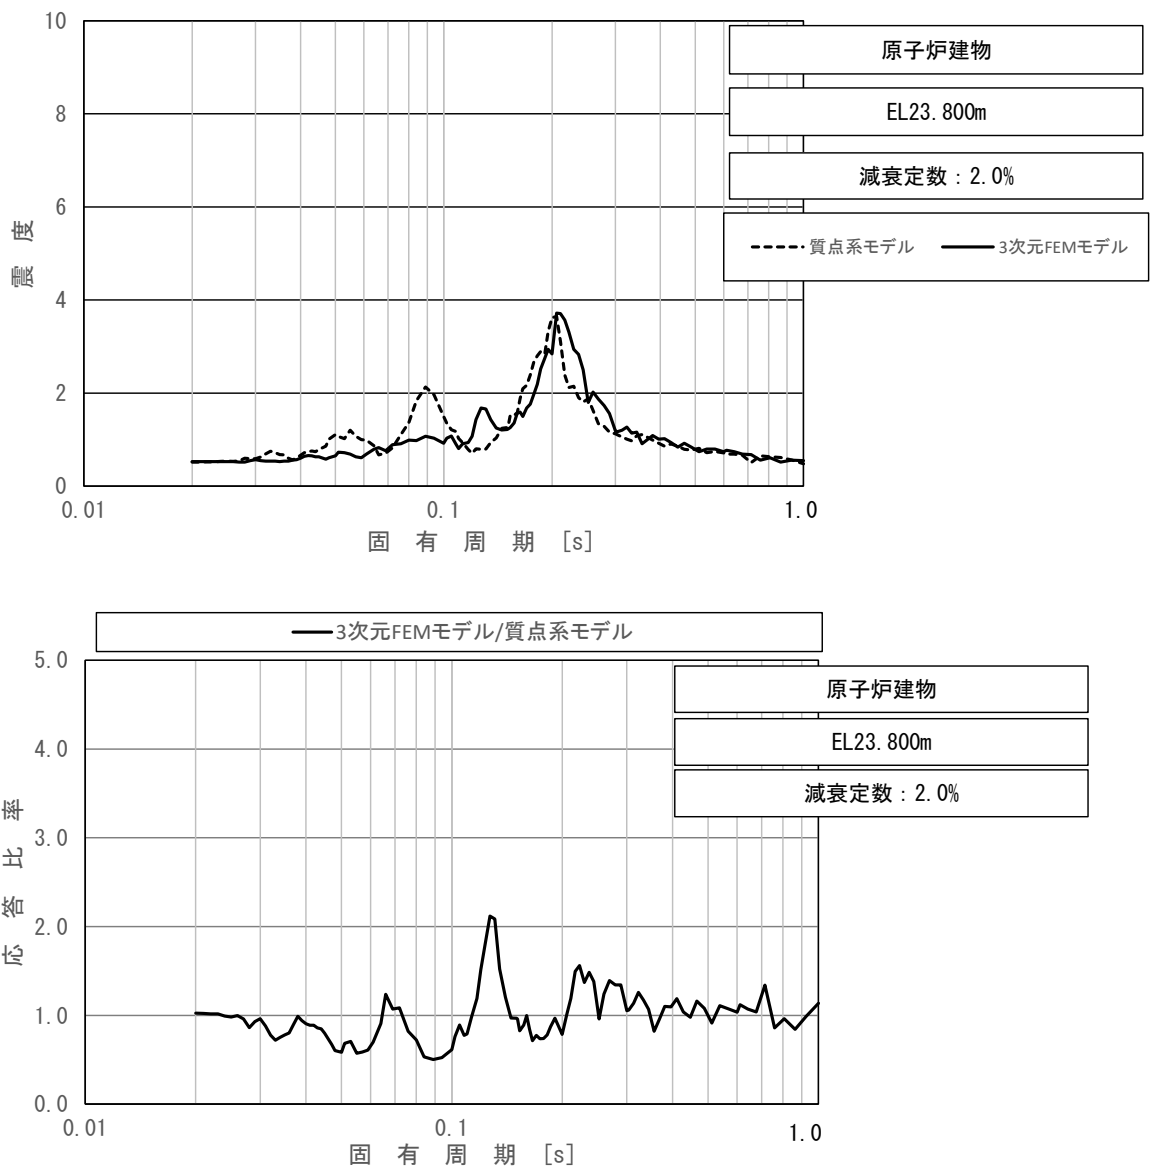 10
8
6
4
2
0
震 度
0.01
0.1
1.0
固 有 周 期 [s]
原子炉建物
EL23.800m
減衰定数：2.0%
質点系モデル
3次元FEMモデル
3次元FEMモデル/質点系モデル
5.0
4.0
3.0
2.0
1.0
0.0
応 答 比 率
0.01
0.1
1.0
固 有 周 期 [s]
原子炉建物
EL23.800m
減衰定数：2.0%